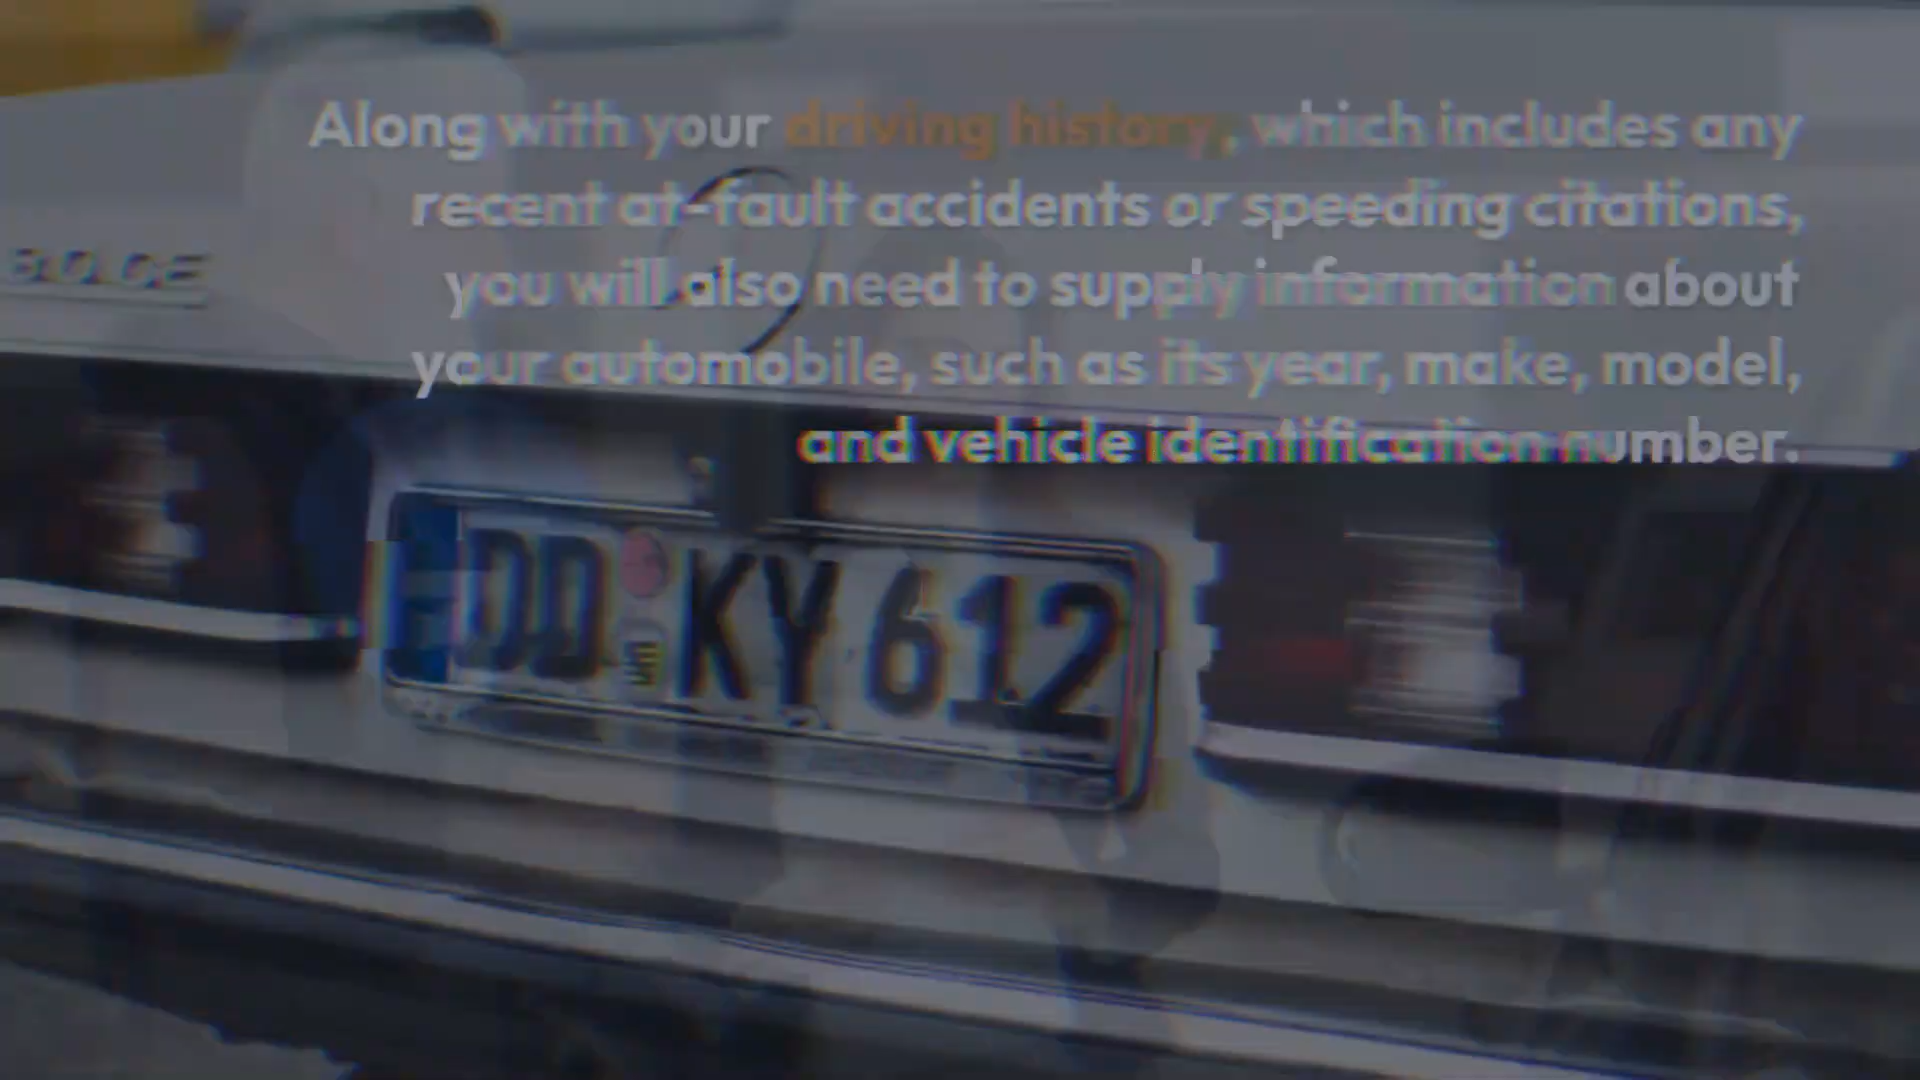 Along with your driving history, which includes any
recent at-fault accidents or speeding citations,
you will also need to supply information about
your automobile, such as its year, make, model,
and vehicle identification number.
DD KY 612